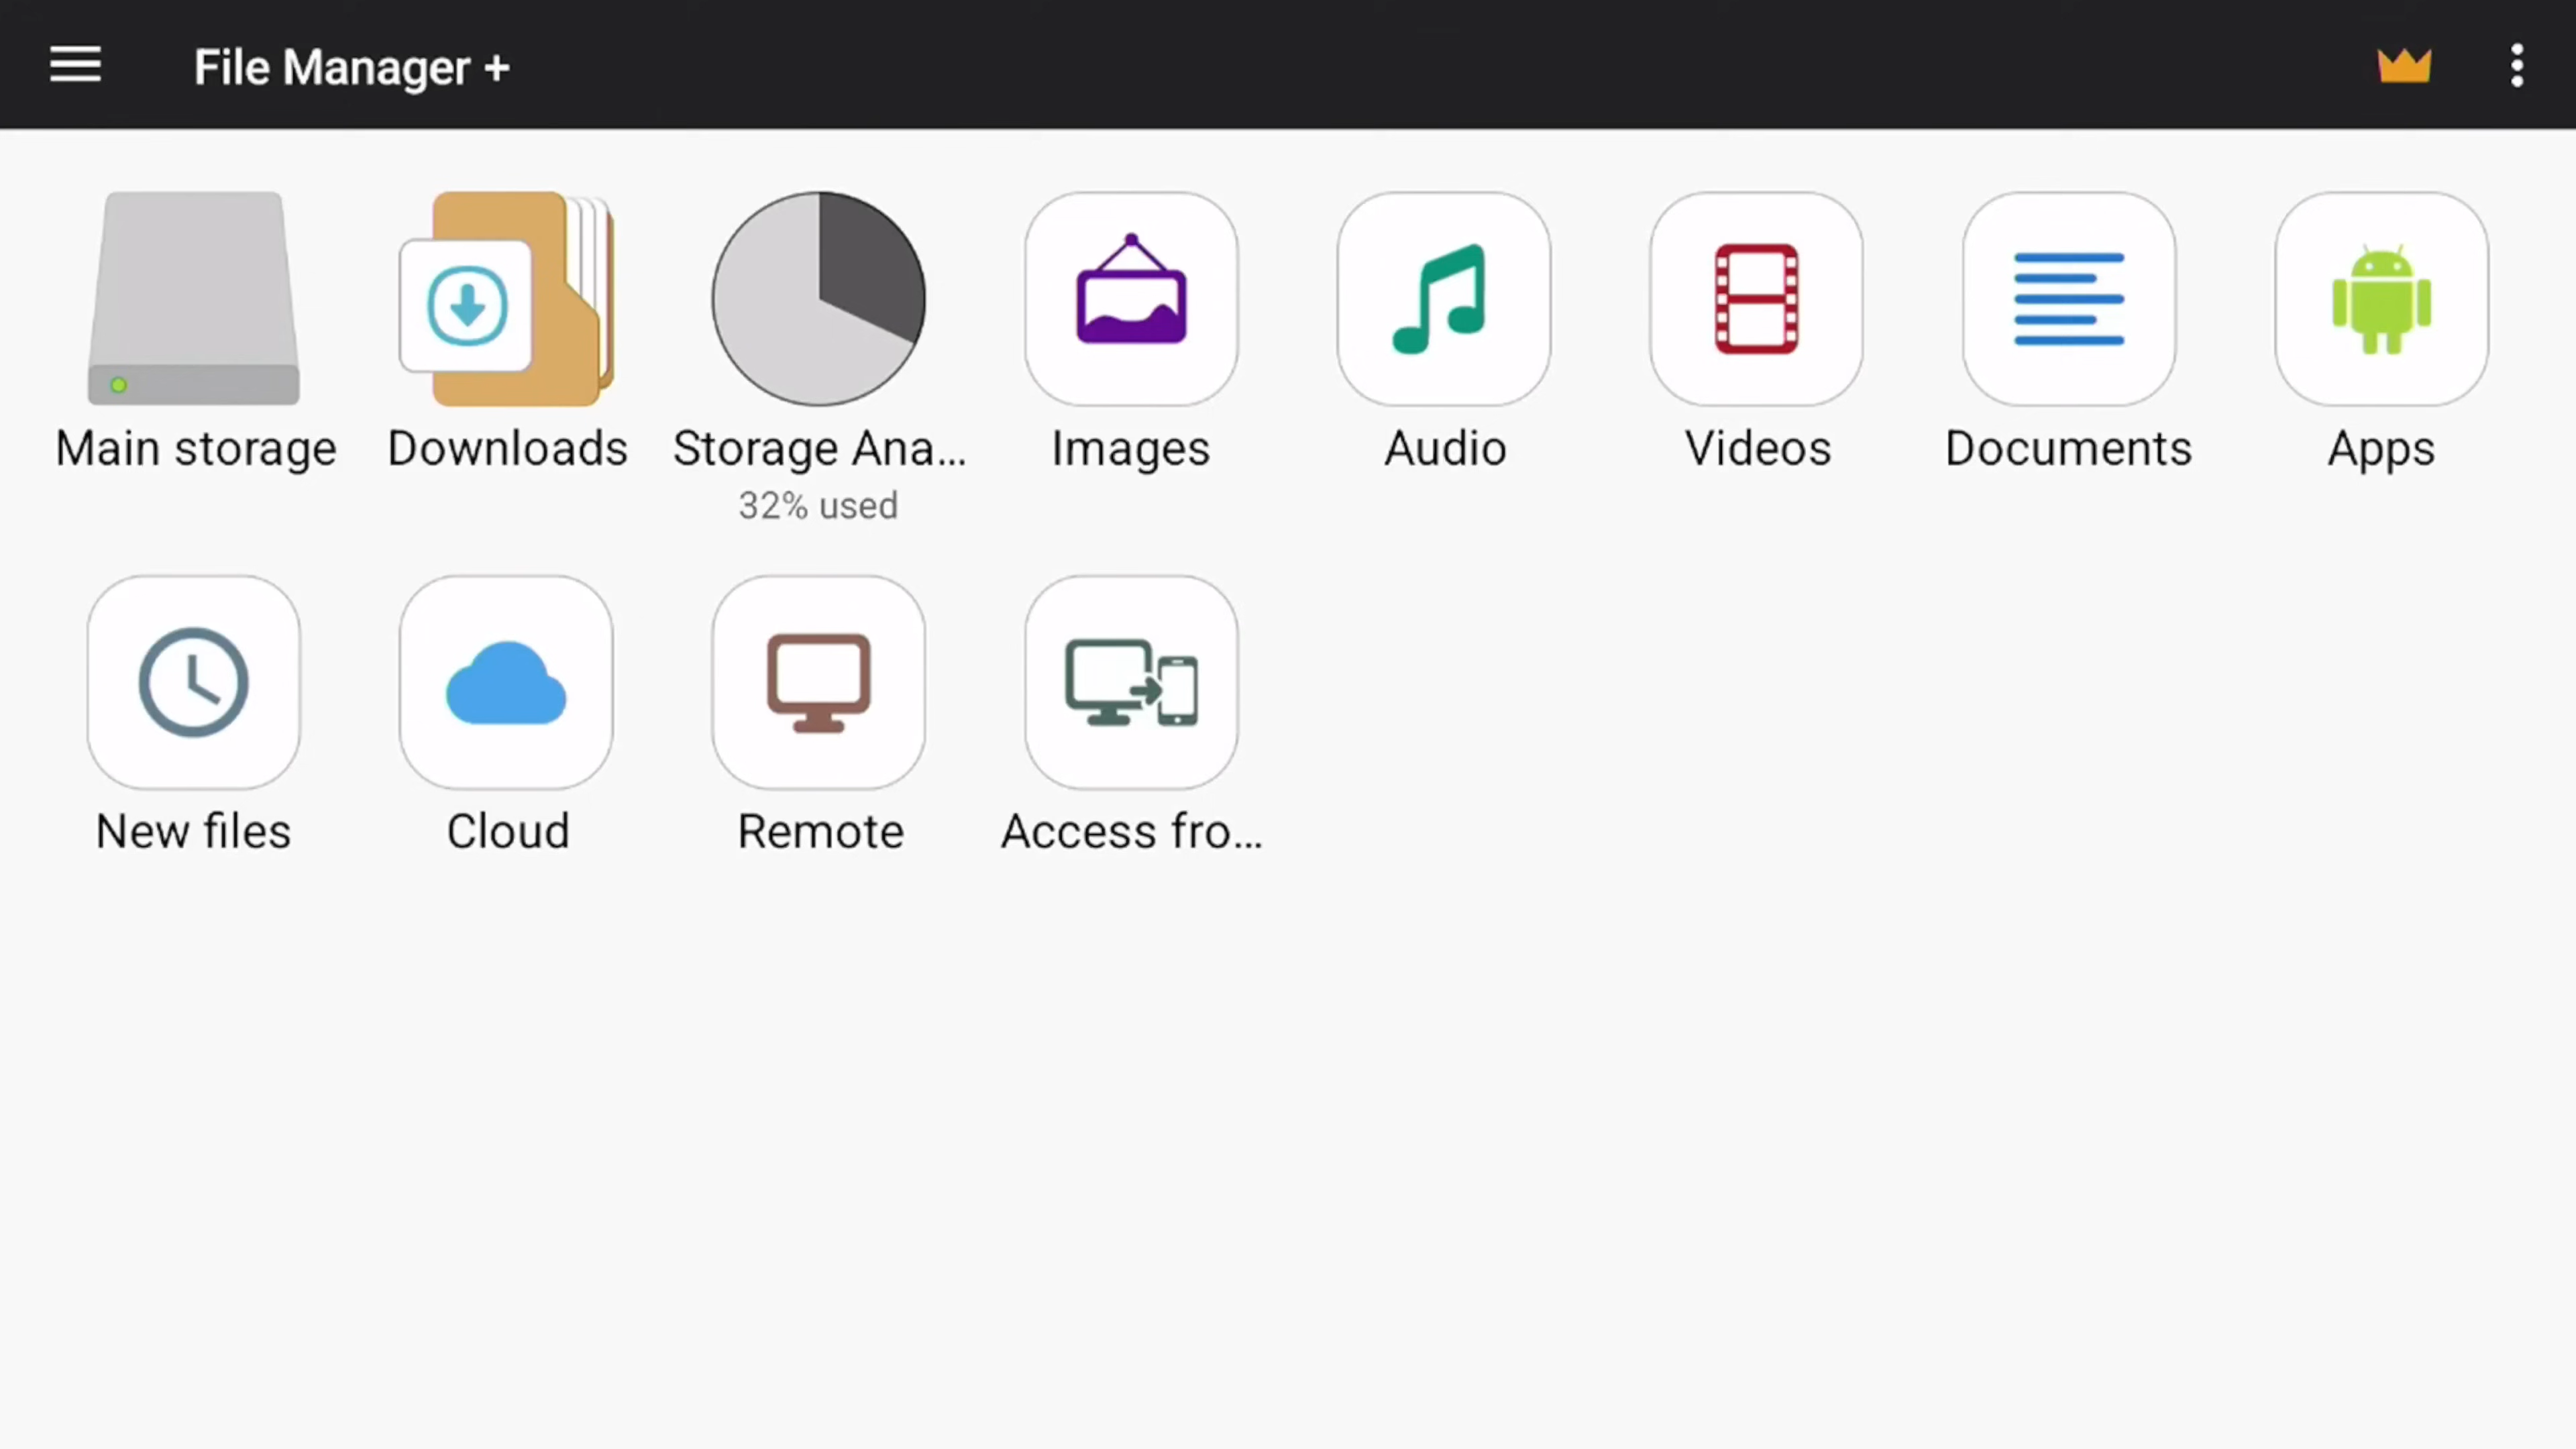 File Manager +
Main storage
Downloads
Storage Ana...
32% used
Images
Audio
Videos
Documents
Apps
New files
Cloud
Remote
Access fro...